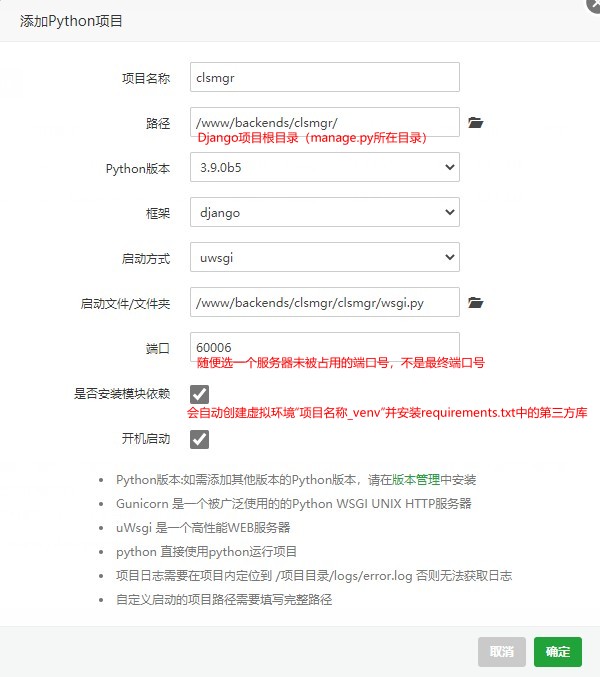 添加Python项目
项目名称 clsmgr
路径 /www/backends/clsmgr/
Django项目根目录（manage.py所在目录）
Python版本 3.9.0b5
框架 django
启动方式 uwsgi
启动文件/文件夹 /www/backends/clsmgr/clsmgr/wsgi.py
端口 60006
随便选一个服务器未被占用的端口号，不是最终端口号
是否安装模块依赖
会自动创建虚拟环境"项目名称_venv"并安装requirements.txt中的第三方库
开机启动
Python版本:如需添加其他版本的Python版本，请在版本管理中安装
Gunicorn 是一个被广泛使用的的Python WSGI UNIX HTTP服务器
uWsgi 是一个高性能WEB服务器
python 直接使用python运行项目
项目日志需要在项目内定位到 /项目目录/logs/error.log 否则无法获取日志
自定义启动的项目路径需要填写完整路径
取消 确定